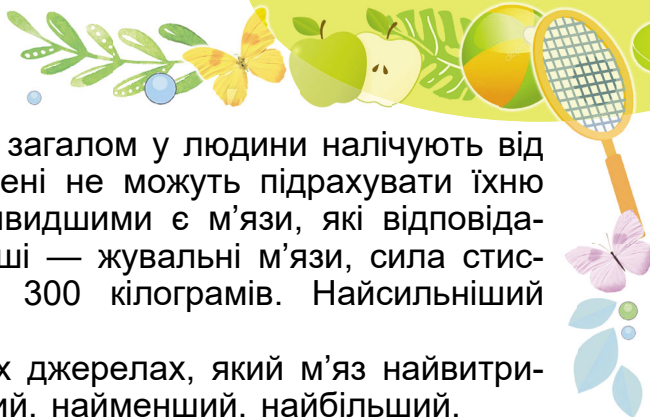 загалом у людини налічують від
ені не можуть підрахувати їхню
видшими є м’язи, які відповіда-
ші — жувальні м’язи, сила стис-
300 кілограмів. Найсильніший
х джерелах, який м’яз найвитри-
ий, найменший, найбільший.